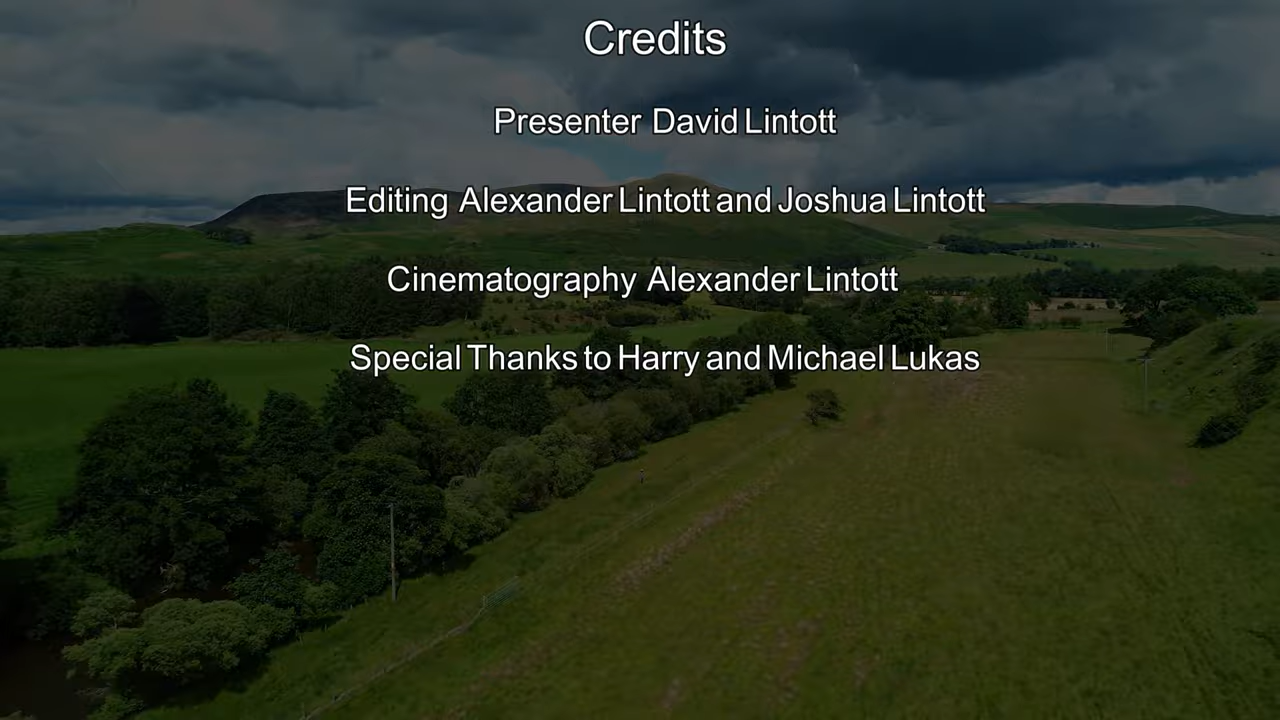 Credits
Presenter David Lintott
Editing Alexander Lintott and Joshua Lintott
Cinematography Alexander Lintott
Special Thanks to Harry and Michael Lukas